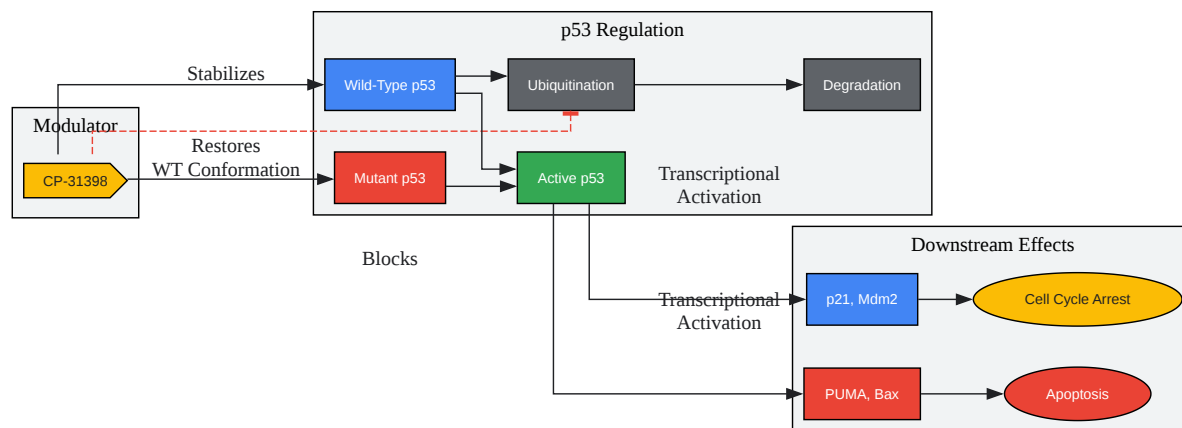 p53 Regulation
Stabilizes
Wild-Type p53
Ubiquitination
Degradation
Modulator
CP-31398
Restores
WT Conformation
Mutant p53
Active p53
Transcriptional
Activation
Blocks
Downstream Effects
Transcriptional
Activation
p21, Mdm2
Cell Cycle Arrest
PUMA, Bax
Apoptosis